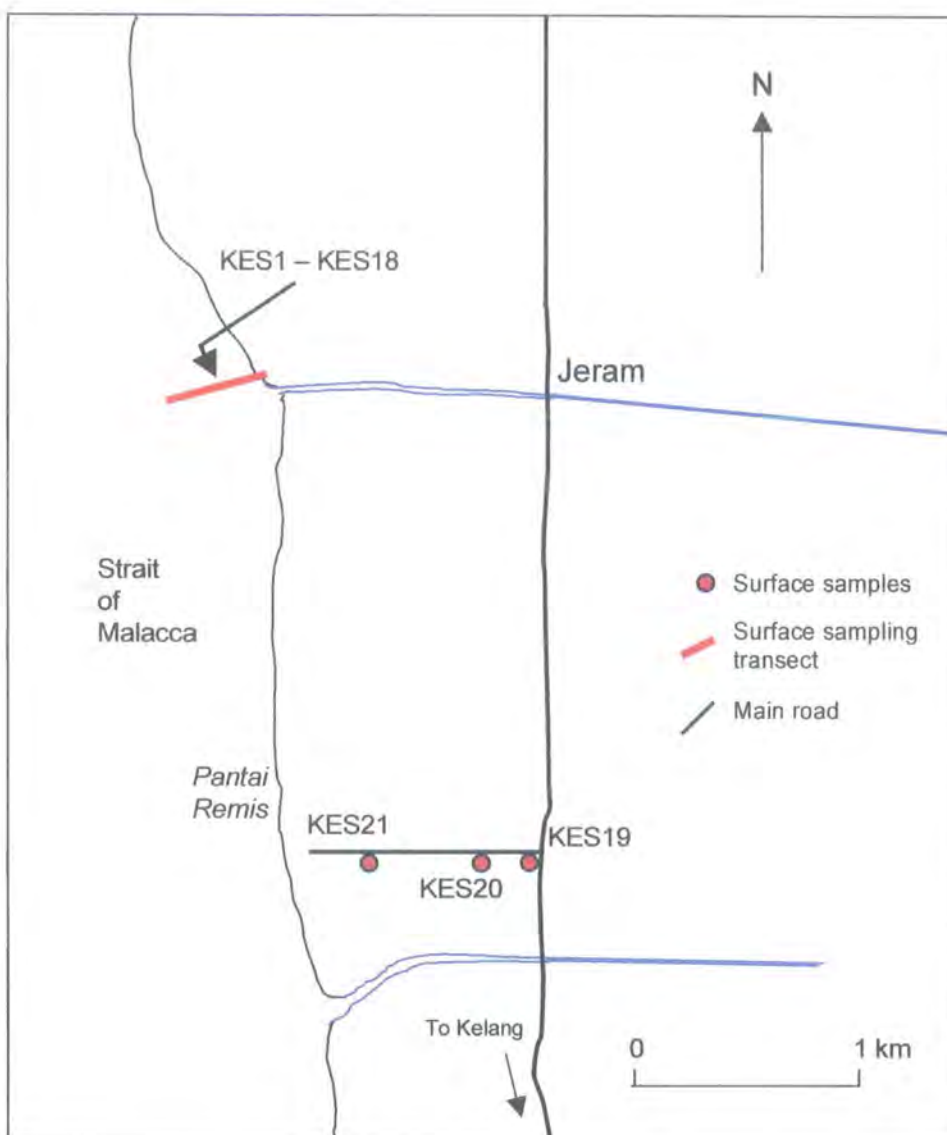 N
KES1 – KES18
Jeram
Strait
of
Malacca
Surface samples
Surface sampling
transect
Main road
Pantai
Remis
KES21
KES19
KES20
To Kelang
0 1 km